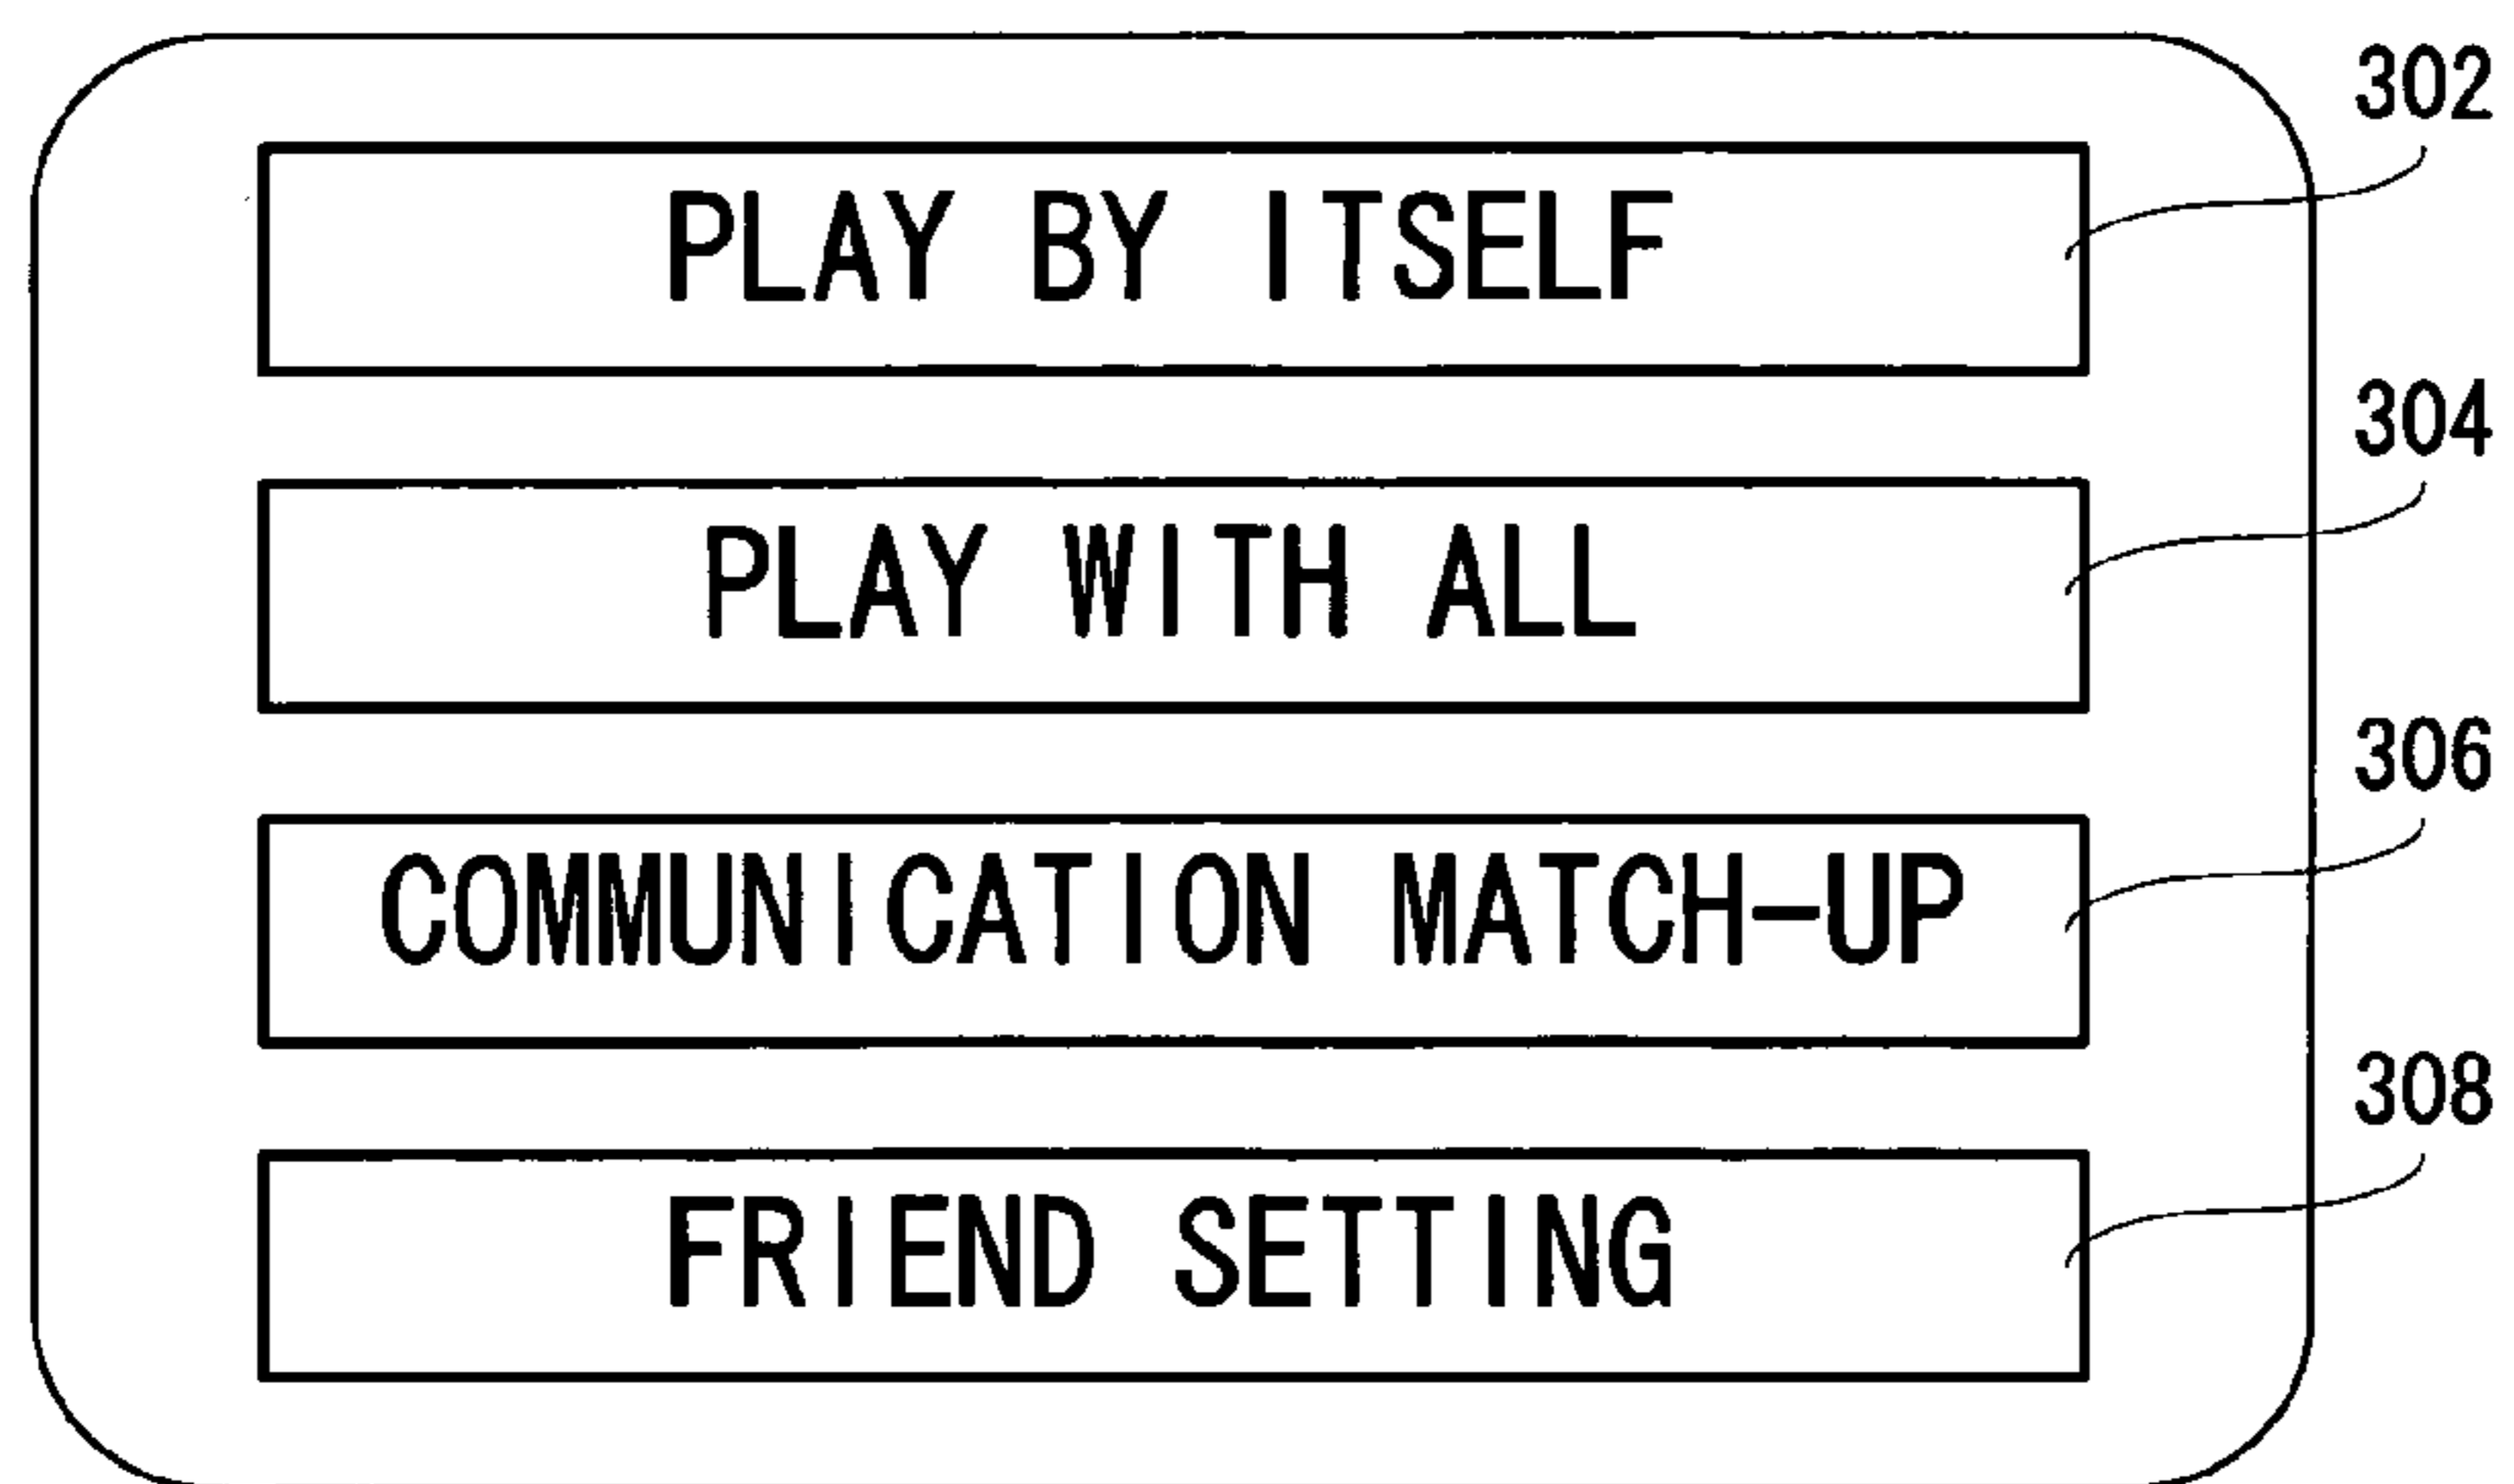 302
PLAY BY ITSELF
304
PLAY WITH ALL
306
COMMUNICATION MATCH-UP
308
FRIEND SETTING